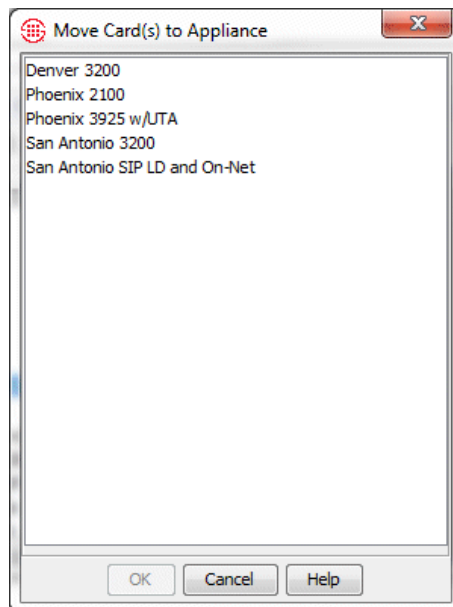 Move Card(s) to Appliance
Denver 3200
Phoenix 2100
Phoenix 3925 w/UTA
San Antonio 3200
San Antonio SIP LD and On-Net
OK Cancel Help